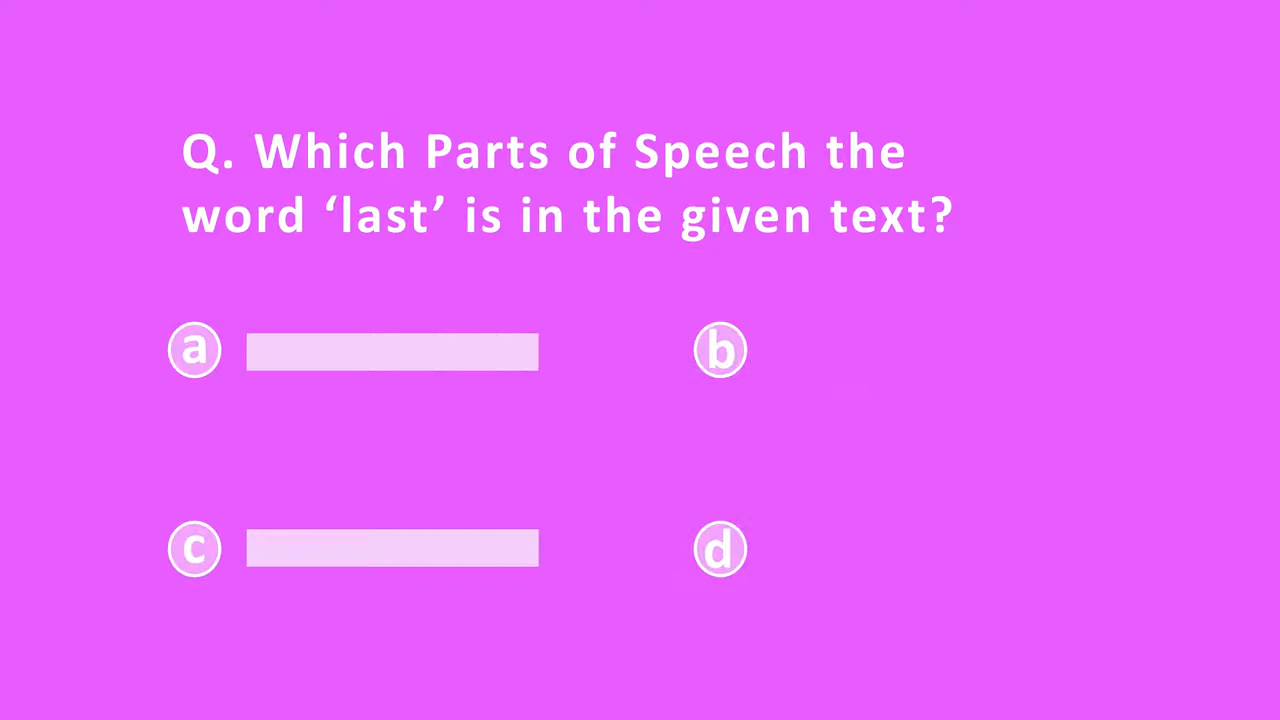 Q. Which Parts of Speech the
word ‘last’ is in the given text?
a
b
c
d